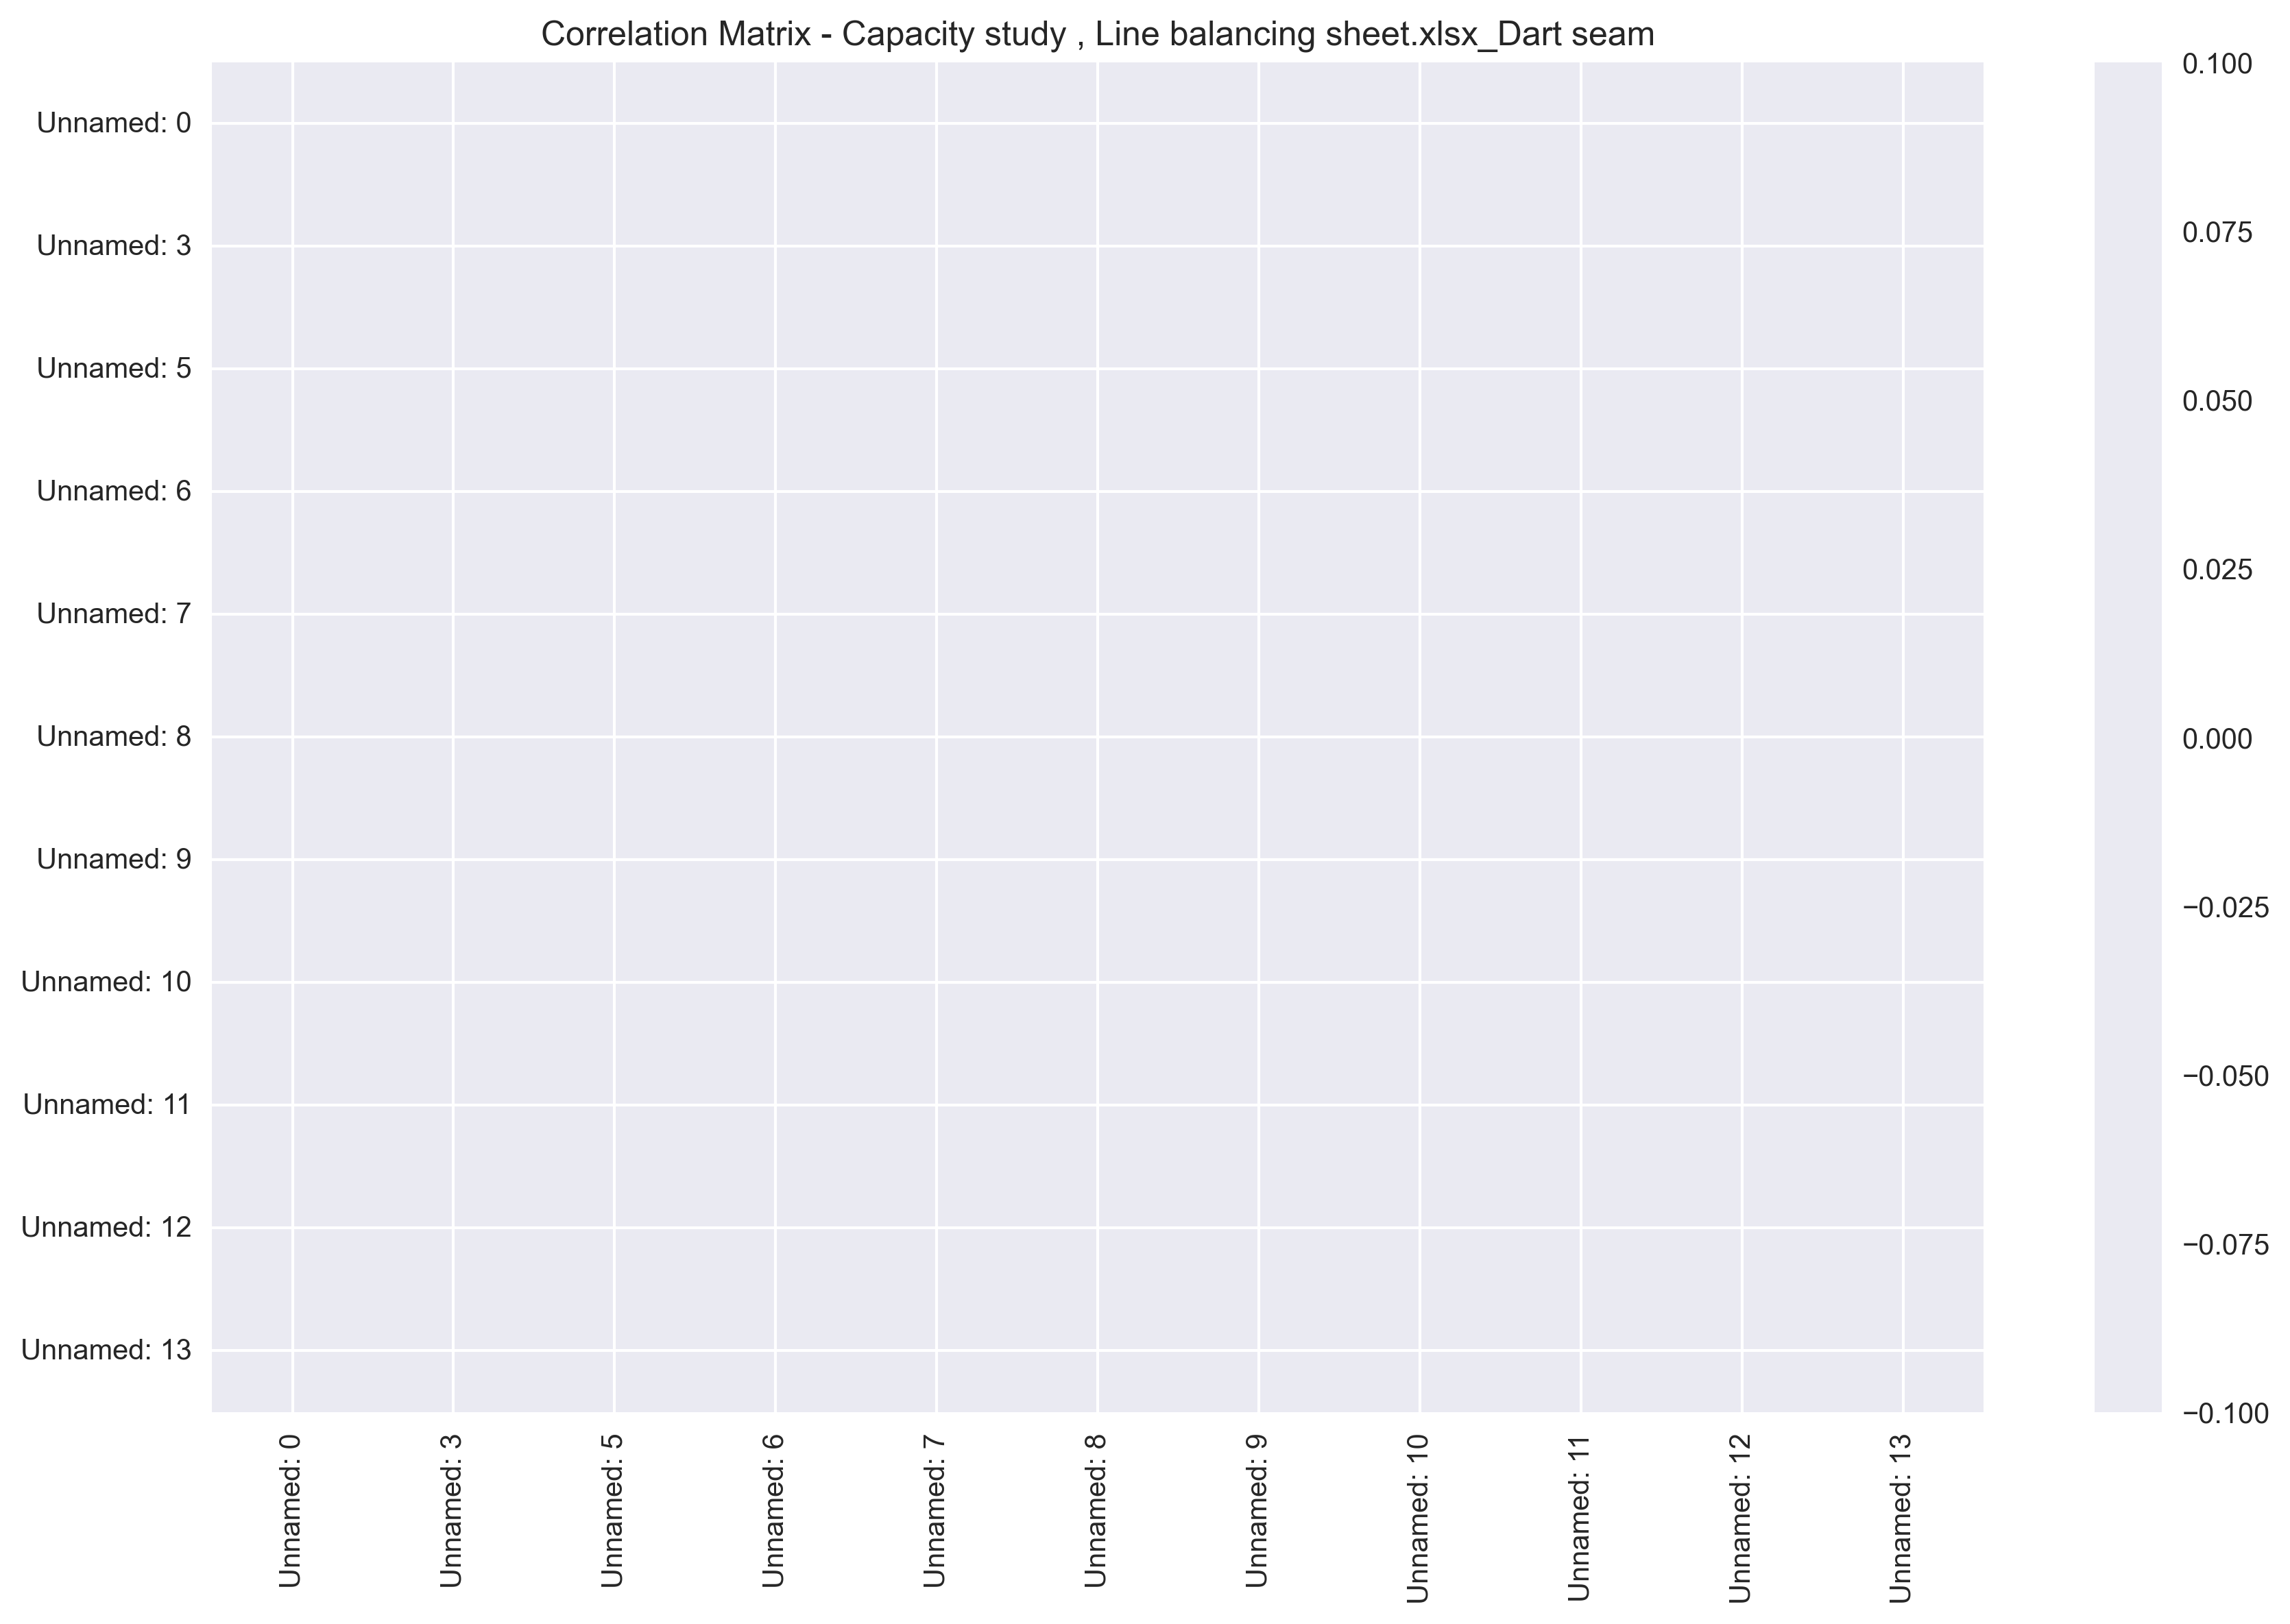 Correlation Matrix - Capacity study , Line balancing sheet.xlsx_Dart seam
Unnamed: 0
Unnamed: 3
Unnamed: 5
Unnamed: 6
Unnamed: 7
Unnamed: 8
Unnamed: 9
Unnamed: 10
Unnamed: 11
Unnamed: 12
Unnamed: 13
Unnamed: 0
Unnamed: 3
Unnamed: 5
Unnamed: 6
Unnamed: 7
Unnamed: 8
Unnamed: 9
Unnamed: 10
Unnamed: 11
Unnamed: 12
Unnamed: 13
0.100
0.075
0.050
0.025
0.000
−0.025
−0.050
−0.075
−0.100